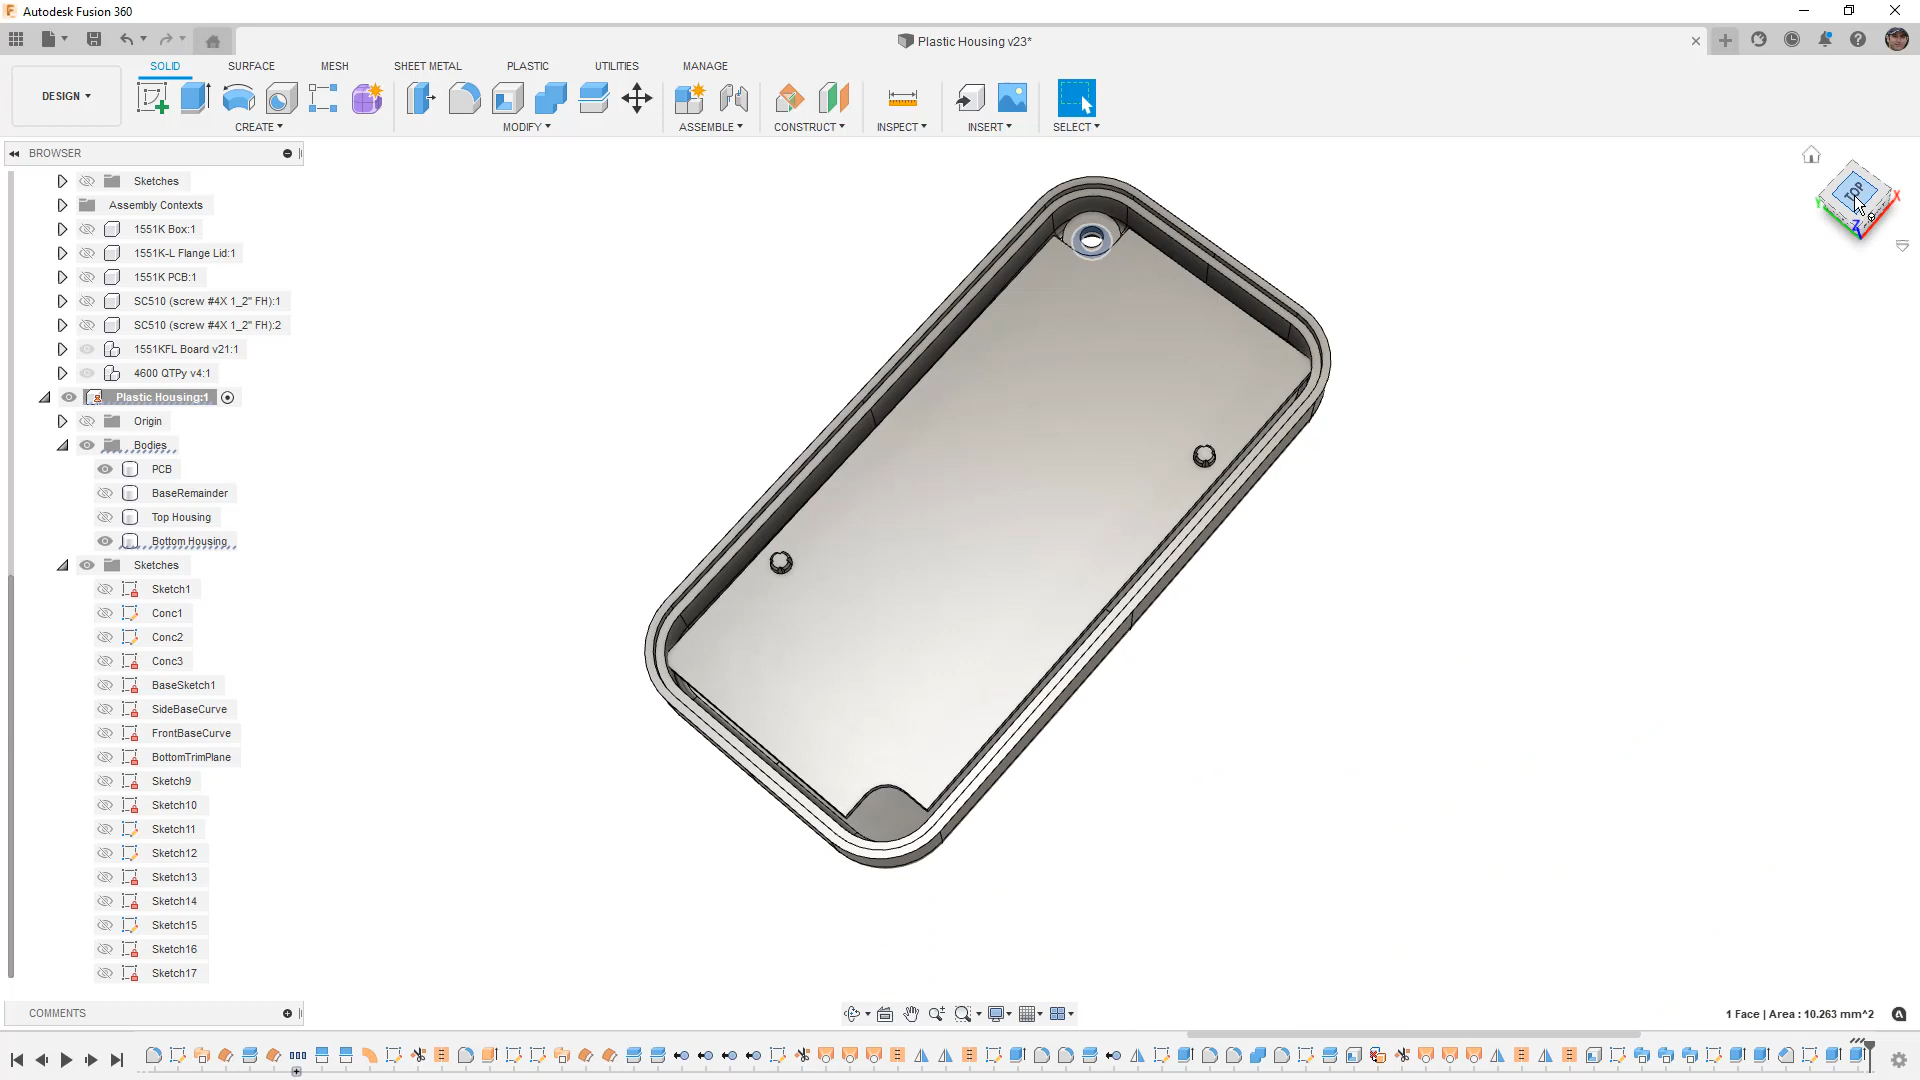 Autodesk Fusion 360
Plastic Housing v23*
DESIGN
SOLID
SURFACE
MESH
SHEET METAL
PLASTIC
UTILITIES
MANAGE
CREATE
MODIFY
ASSEMBLE
CONSTRUCT
INSPECT
INSERT
SELECT
BROWSER
Sketches
Assembly Contexts
1551K Box:1
1551K-L Flange Lid:1
1551K PCB:1
SC510 (screw #4X 1_2" FH):1
SC510 (screw #4X 1_2" FH):2
1551KFL Board v21:1
4600 QTPy v4:1
Plastic Housing:1
Origin
Bodies
PCB
BaseRemainder
Top Housing
Bottom Housing
Sketches
Sketch1
Conc1
Conc2
Conc3
BaseSketch1
SideBaseCurve
FrontBaseCurve
BottomTrimPlane
Sketch9
Sketch10
Sketch11
Sketch12
Sketch13
Sketch14
Sketch15
Sketch16
Sketch17
TOP
X
Y
Z
COMMENTS
1 Face | Area : 10.263 mm^2